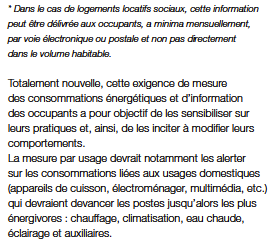 * Dans le cas de logements locatifs sociaux, cette information
peut être délivrée aux occupants, a minima mensuellement,
par voie électronique ou postale et non pas directement
dans le volume habitable.
Totalement nouvelle, cette exigence de mesure
des consommations énergétiques et d'information
des occupants a pour objectif de les sensibiliser sur
leurs pratiques et, ainsi, de les inciter à modifier leurs
comportements.
La mesure par usage devrait notamment les alerter
sur les consommations liées aux usages domestiques
(appareils de cuisson, électroménager, multimédia, etc.)
qui devraient devancer les postes jusqu'alors les plus
énergivores : chauffage, climatisation, eau chaude,
éclairage et auxiliaires.